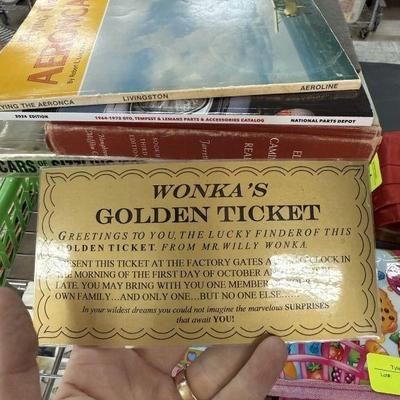 AERONCA
By Robert
FLYING THE AERONCA LIVINGSTON AEROLINE
2024 EDITION 1964-1972 GTO, TEMPEST & LEMANS PARTS & ACCESSORIES CATALOG NATIONAL PARTS DEPOT
CARS OF
WONKA'S
GOLDEN TICKET
GREETINGS TO YOU, THE LUCKY FINDER OF THIS
GOLDEN TICKET, FROM MR. WILLY WONKA.
PRESENT THIS TICKET AT THE FACTORY GATES AT O'CLOCK IN
THE MORNING OF THE FIRST DAY OF OCTOBER AND DO NOT BE
LATE. YOU MAY BRING WITH YOU ONE MEMBER OF YOUR
OWN FAMILY...AND ONLY ONE...BUT NO ONE ELSE
In your wildest dreams you could not imagine the marvelous SURPRISES
that await YOU!